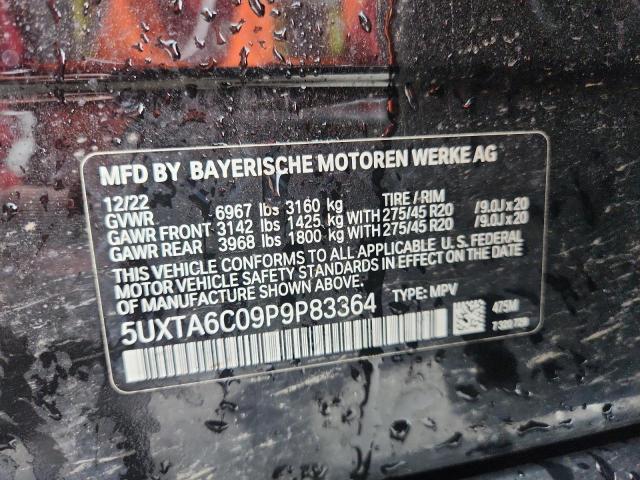 MFD BY BAYERISCHE MOTOREN WERKE AG
12/22 TIRE / RIM
GVWR 6967 lbs 3160 kg
GAWR FRONT 3142 lbs 1425 kg WITH 275/45 R20 /9.0J x 20
GAWR REAR 3968 lbs 1800 kg WITH 275/45 R20 /9.0J x 20
THIS VEHICLE CONFORMS TO ALL APPLICABLE U.S. FEDERAL
MOTOR VEHICLE SAFETY STANDARDS IN EFFECT ON THE DATE
OF MANUFACTURE SHOWN ABOVE.
5UXTA6C09P9P83364 TYPE: MPV
475M